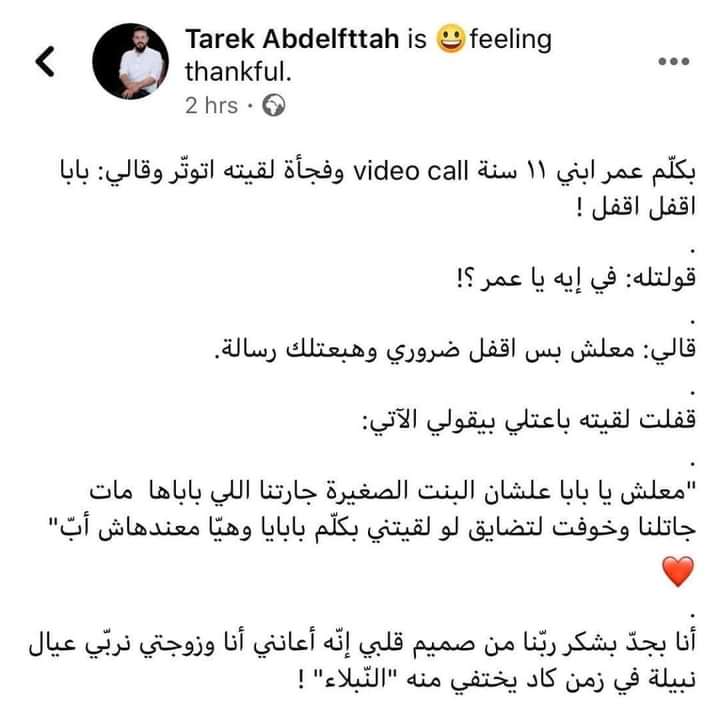 Tarek Abdelfttah is 😃 feeling
thankful.
2 hrs ·
بكلّم عمر ابني ١١ سنة video call وفجأة لقيته اتوتّر وقالي: بابا
اقفل اقفل !
.
قولتله: في إيه يا عمر ؟!
.
قالي: معلش بس اقفل ضروري وهبعتلك رسالة.
.
قفلت لقيته باعتلي بيقولي الآتي:
.
"معلش يا بابا علشان البنت الصغيرة جارتنا اللي باباها مات
جاتلنا وخوفت لتضايق لو لقيتني بكلّم بابايا وهيّا معندهاش أبّ"
❤️
.
أنا بجدّ بشكر ربّنا من صميم قلبي إنّه أعانني أنا وزوجتي نربّي عيال
نبيلة في زمن كاد يختفي منه "النّبلاء" !